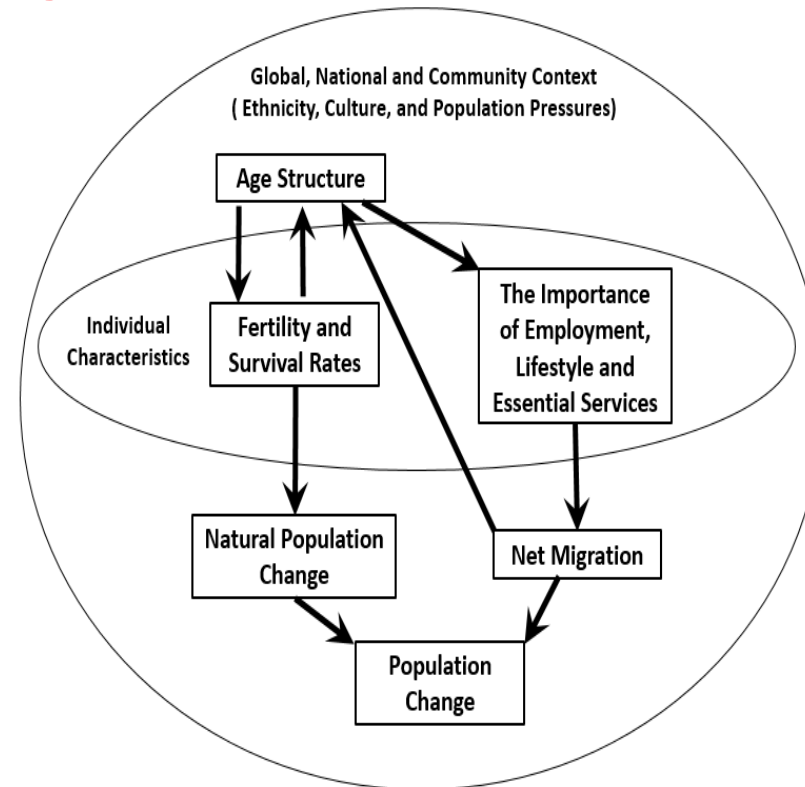 Global, National and Community Context
( Ethnicity, Culture, and Population Pressures)
Age Structure
Individual
Characteristics
Fertility and
Survival Rates
The Importance
of Employment,
Lifestyle and
Essential Services
Natural Population
Change
Net Migration
Population
Change